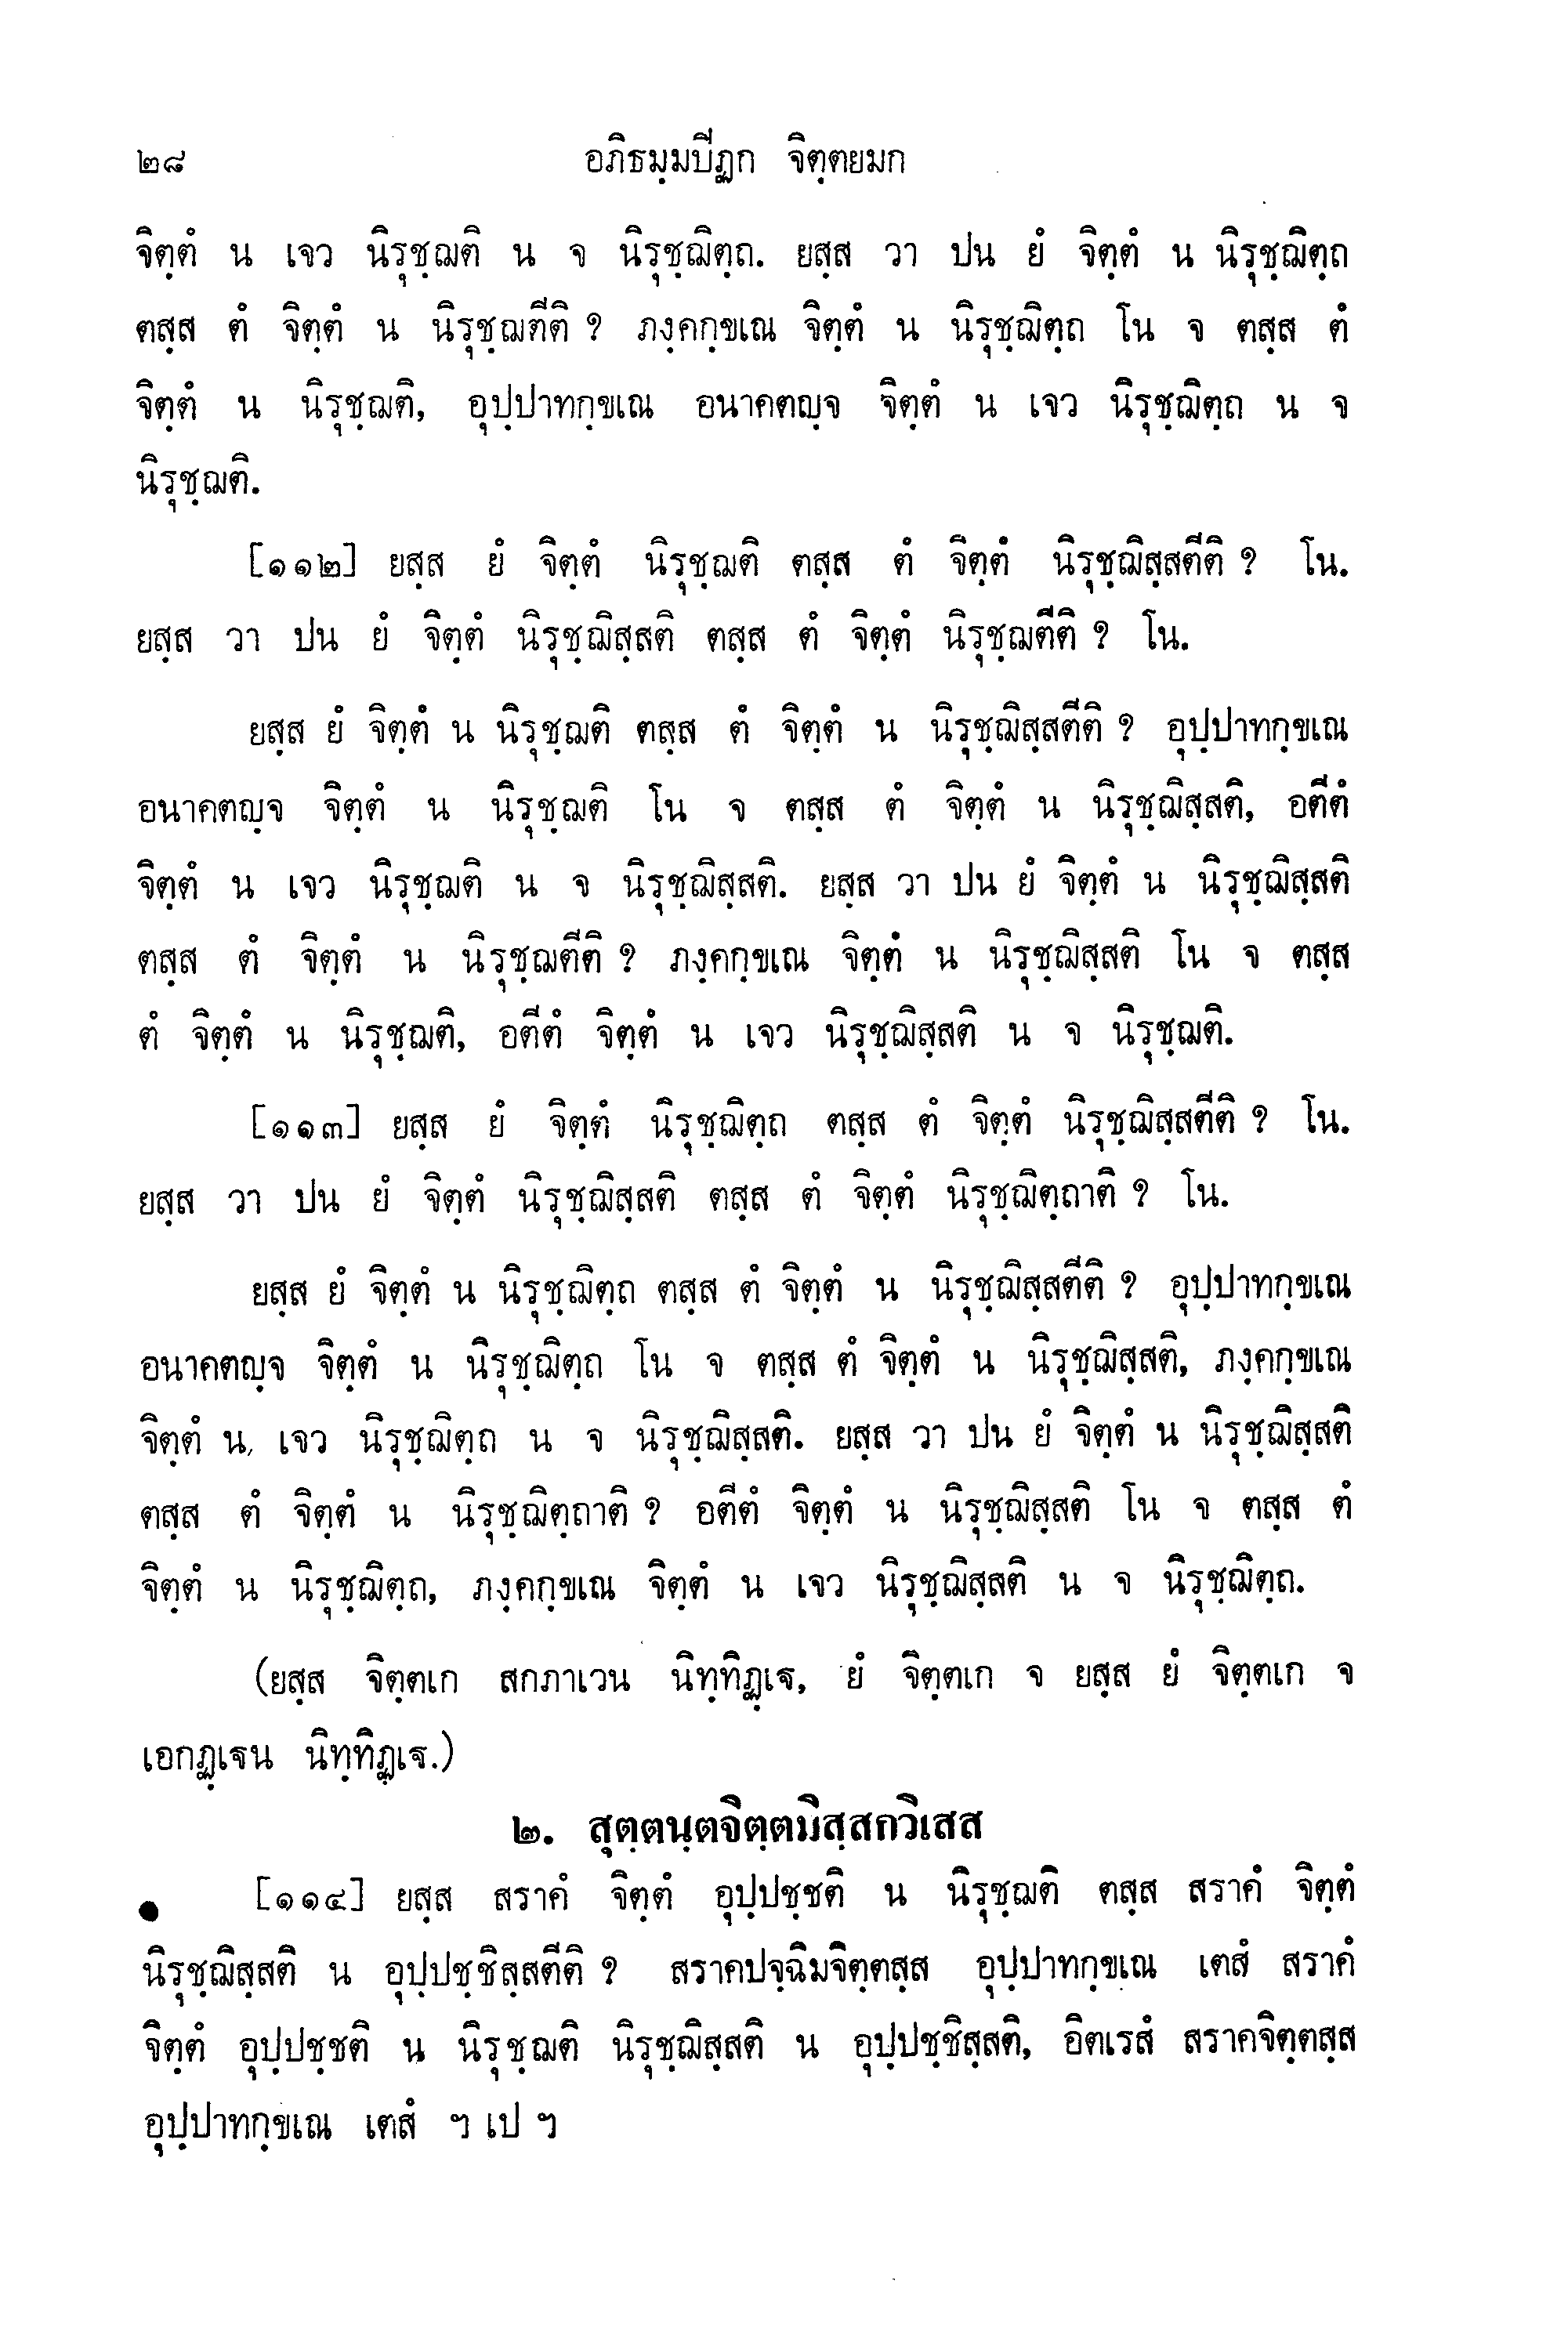 ๒๘ อภิธมฺมปิฏก จิตฺตยมก
จิตฺตํ น เจว นิรุชฺฌติ น จ นิรุชฺฌิตฺถ. ยสฺส วา ปน ยํ จิตฺตํ น นิรุชฺฌิตฺถ
ตสฺส ตํ จิตฺตํ น นิรุชฺฌตีติ ? ภงฺคกฺขเณ จิตฺตํ น นิรุชฺฌิตฺถ โน จ ตสฺส ตํ
จิตฺตํ น นิรุชฺฌติ, อุปฺปาทกฺขเณ อนาคตญฺจ จิตฺตํ น เจว นิรุชฺฌิตฺถ น จ
นิรุชฺฌติ.
[๑๑๒] ยสฺส ยํ จิตฺตํ นิรุชฺฌติ ตสฺส ตํ จิตฺตํ นิรุชฺฌิสฺสตีติ ? โน.
ยสฺส วา ปน ยํ จิตฺตํ นิรุชฺฌิสฺสติ ตสฺส ตํ จิตฺตํ นิรุชฺฌตีติ ? โน.
ยสฺส ยํ จิตฺตํ น นิรุชฺฌติ ตสฺส ตํ จิตฺตํ น นิรุชฺฌิสฺสตีติ ? อุปฺปาทกฺขเณ
อนาคตญฺจ จิตฺตํ น นิรุชฺฌติ โน จ ตสฺส ตํ จิตฺตํ น นิรุชฺฌิสฺสติ, อตีตํ
จิตฺตํ น เจว นิรุชฺฌติ น จ นิรุชฺฌิสฺสติ. ยสฺส วา ปน ยํ จิตฺตํ น นิรุชฺฌิสฺสติ
ตสฺส ตํ จิตฺตํ น นิรุชฺฌตีติ ? ภงฺคกฺขเณ จิตฺตํ น นิรุชฺฌิสฺสติ โน จ ตสฺส
ตํ จิตฺตํ น นิรุชฺฌติ, อตีตํ จิตฺตํ น เจว นิรุชฺฌิสฺสติ น จ นิรุชฺฌติ.
[๑๑๓] ยสฺส ยํ จิตฺตํ นิรุชฺฌิตฺถ ตสฺส ตํ จิตฺตํ นิรุชฺฌิสฺสตีติ ? โน.
ยสฺส วา ปน ยํ จิตฺตํ นิรุชฺฌิสฺสติ ตสฺส ตํ จิตฺตํ นิรุชฺฌิตฺถาติ ? โน.
ยสฺส ยํ จิตฺตํ น นิรุชฺฌิตฺถ ตสฺส ตํ จิตฺตํ น นิรุชฺฌิสฺสตีติ ? อุปฺปาทกฺขเณ
อนาคตญฺจ จิตฺตํ น นิรุชฺฌิตฺถ โน จ ตสฺส ตํ จิตฺตํ น นิรุชฺฌิสฺสติ, ภงฺคกฺขเณ
จิตฺตํ น, เจว นิรุชฺฌิตฺถ น จ นิรุชฺฌิสฺสติ. ยสฺส วา ปน ยํ จิตฺตํ น นิรุชฺฌิสฺสติ
ตสฺส ตํ จิตฺตํ น นิรุชฺฌิตฺถาติ ? อตีตํ จิตฺตํ น นิรุชฺฌิสฺสติ โน จ ตสฺส ตํ
จิตฺตํ น นิรุชฺฌิตฺถ, ภงฺคกฺขเณ จิตฺตํ น เจว นิรุชฺฌิสฺสติ น จ นิรุชฺฌิตฺถ.
(ยสฺส จิตฺตเก สกภาเวน นิทฺทิฏฺเฐ, ยํ จิตฺตเก จ ยสฺส ยํ จิตฺตเก จ
เอกฏฺเฐน นิทฺทิฏฺเฐ.)
๒. สุตฺตนฺตจิตฺตมิสฺสกวิเสส
[๑๑๔] ยสฺส สราคํ จิตฺตํ อุปฺปชฺชติ น นิรุชฺฌติ ตสฺส สราคํ จิตฺตํ
นิรุชฺฌิสฺสติ น อุปฺปชฺชิสฺสตีติ ? สราคปจฺฉิมจิตฺตสฺส อุปฺปาทกฺขเณ เตสํ สราคํ
จิตฺตํ อุปฺปชฺชติ น นิรุชฺฌติ นิรุชฺฌิสฺสติ น อุปฺปชฺชิสฺสติ, อิตเรสํ สราคจิตฺตสฺส
อุปฺปาทกฺขเณ เตสํ ฯ เป ฯ